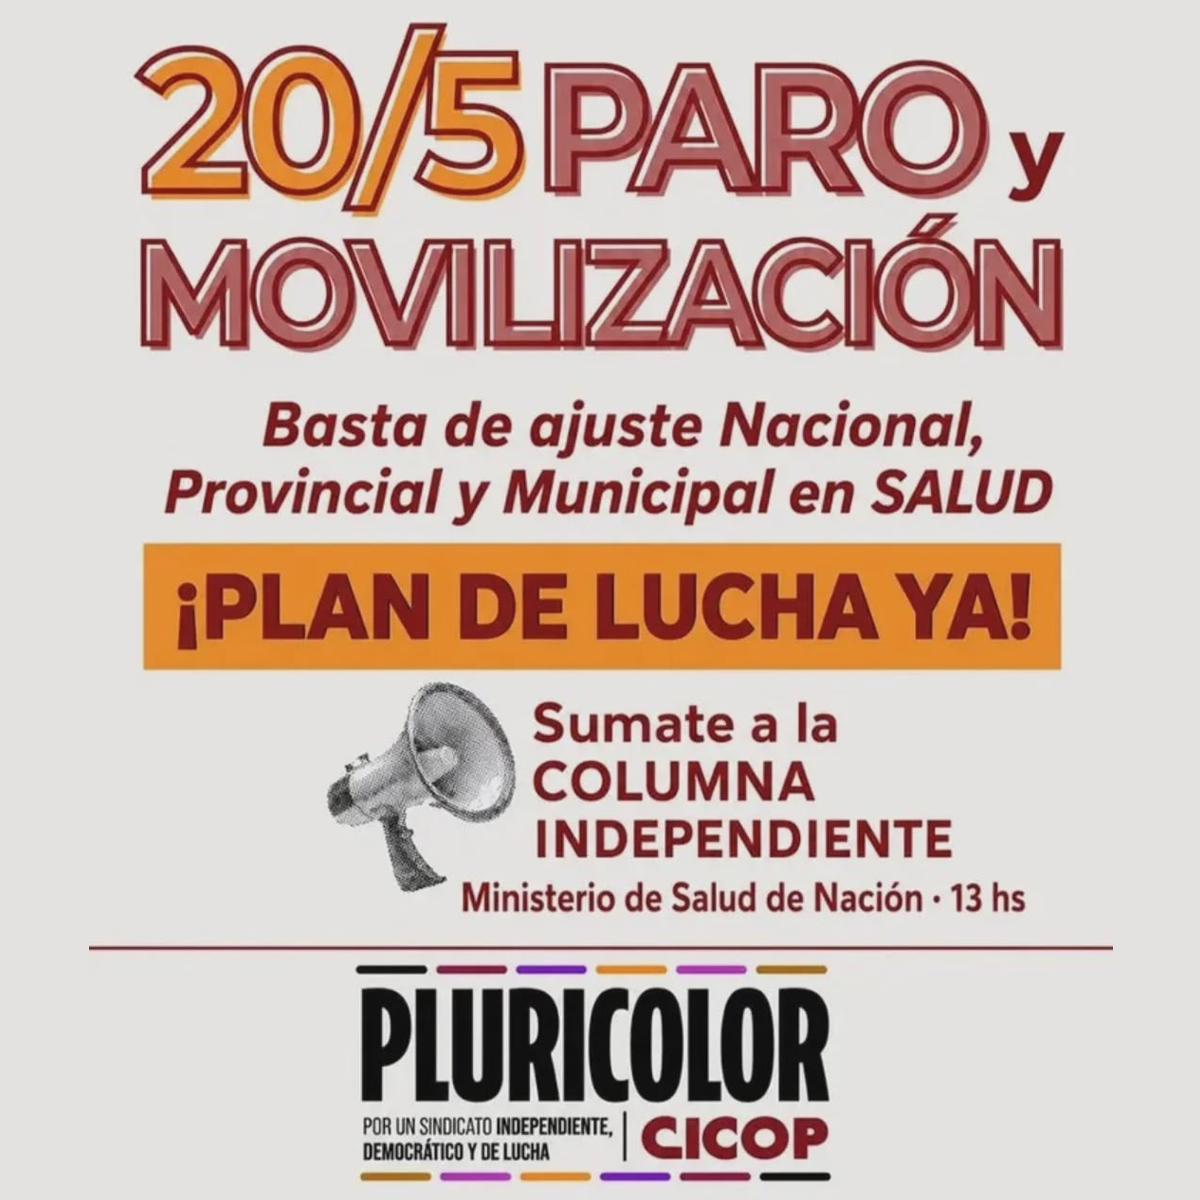 20/5 PARO y
MOVILIZACIÓN
Basta de ajuste Nacional,
Provincial y Municipal en SALUD
¡PLAN DE LUCHA YA!
Sumate a la
COLUMNA
INDEPENDIENTE
Ministerio de Salud de Nación · 13 hs
PLURICOLOR
POR UN SINDICATO INDEPENDIENTE,
DEMOCRÁTICO Y DE LUCHA
CICOP